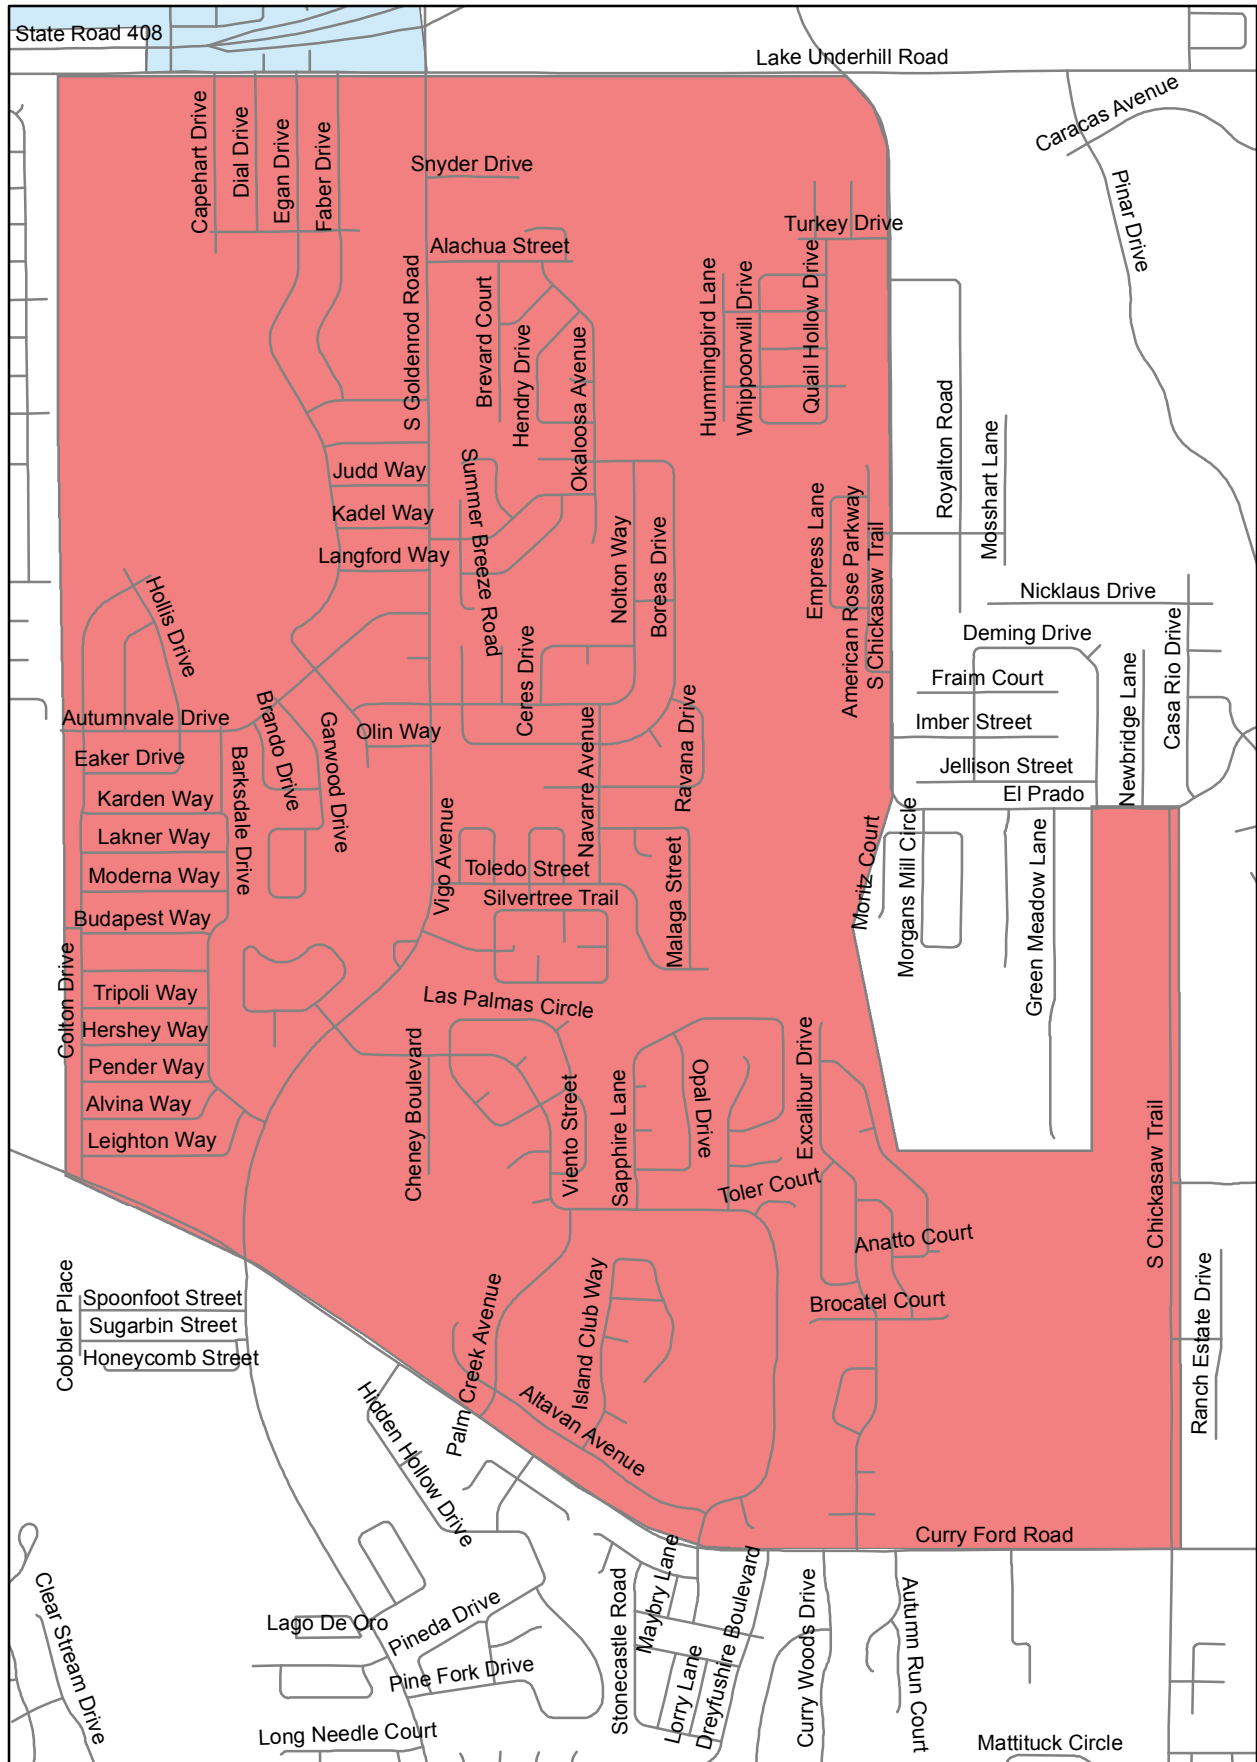 State Road 408
Lake Underhill Road
Caracas Avenue
Capehart Drive
Dial Drive
Egan Drive
Faber Drive
Snyder Drive
Pinar Drive
Turkey Drive
Alachua Street
S Goldenrod Road
Brevard Court
Hendry Drive
Okaloosa Avenue
Hummingbird Lane
Whippoorwill Drive
Quail Hollow Drive
Royalton Road
Mosshart Lane
Judd Way
Kadel Way
Langford Way
Summer Breeze Road
Nolton Way
Boreas Drive
Empress Lane
American Rose Parkway
S Chickasaw Trail
Nicklaus Drive
Hollis Drive
Deming Drive
Casa Rio Drive
Newbridge Lane
Fraim Court
Ceres Drive
Imber Street
Autumnvale Drive
Brando Drive
Garwood Drive
Olin Way
Navarre Avenue
Ravana Drive
Eaker Drive
Barksdale Drive
Jellison Street
El Prado
Karden Way
Lakner Way
Moderna Way
Budapest Way
Vigo Avenue
Toledo Street
Silvertree Trail
Malaga Street
Moritz Court
Morgans Mill Circle
Green Meadow Lane
Colton Drive
Tripoli Way
Hershey Way
Pender Way
Alvina Way
Leighton Way
Las Palmas Circle
Cheney Boulevard
Viento Street
Sapphire Lane
Opal Drive
Excalibur Drive
Toler Court
Anatto Court
Brocatel Court
S Chickasaw Trail
Ranch Estate Drive
Cobbler Place
Spoonfoot Street
Sugarbin Street
Honeycomb Street
Palm Creek Avenue
Island Club Way
Altavan Avenue
Hidden Hollow Drive
Curry Ford Road
Clear Stream Drive
Lago De Oro
Pineda Drive
Pine Fork Drive
Long Needle Court
Stonecastle Road
Maybry Lane
Lorry Lane
Dreyfushire Boulevard
Curry Woods Drive
Autumn Run Court
Mattituck Circle